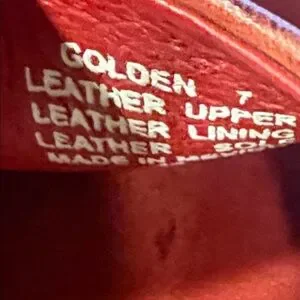 GOLDEN 7
LEATHER UPPER
LEATHER LINING
LEATHER SOLE
MADE IN